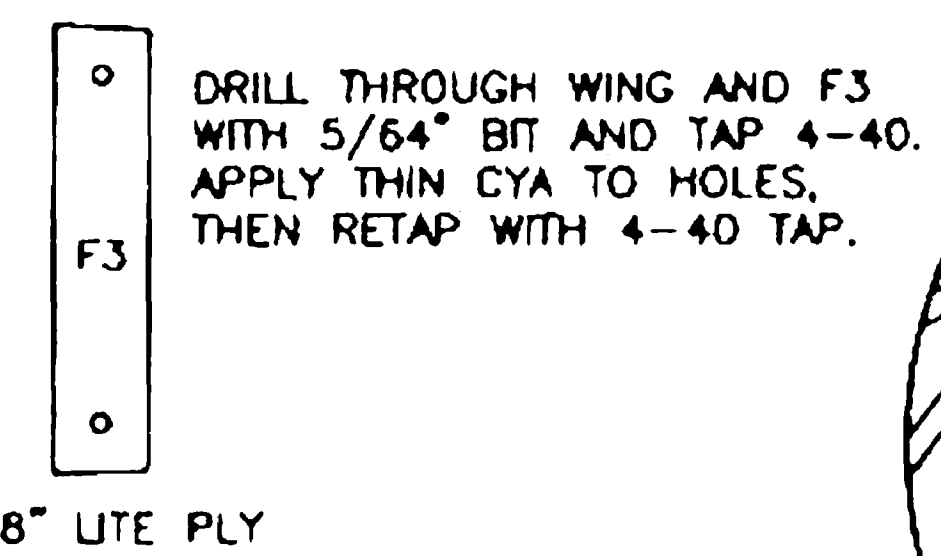 DRILL THROUGH WING AND F3
WITH 5/64" BIT AND TAP 4-40.
APPLY THIN CYA TO HOLES,
THEN RETAP WITH 4-40 TAP.
F3
8" LITE PLY